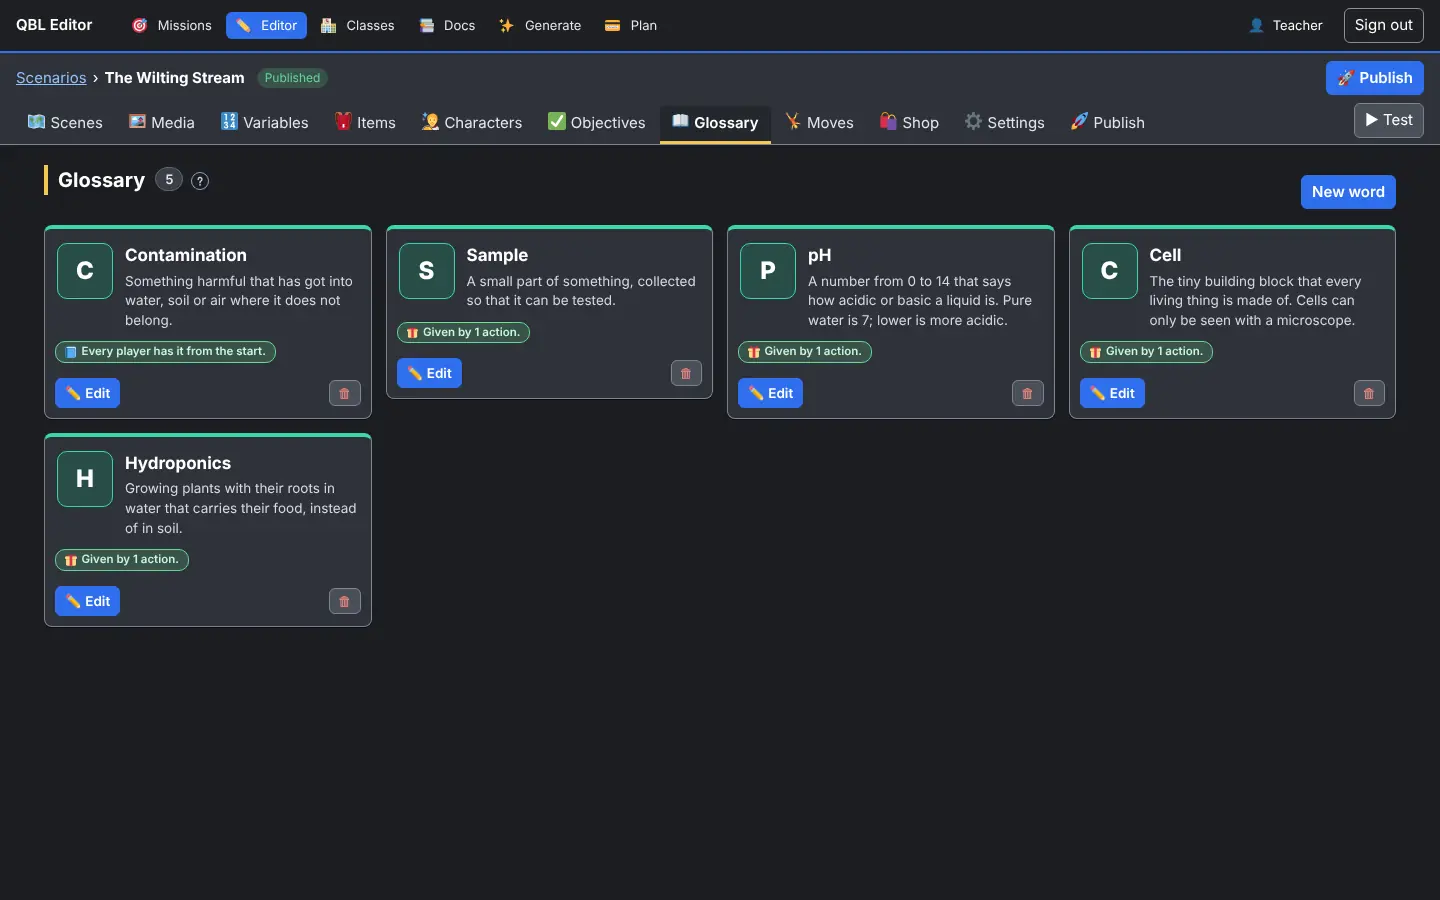 QBL Editor
Missions
Editor
Classes
Docs
Generate
Plan
Teacher
Sign out
Scenarios › The Wilting Stream
Published
Publish
Scenes
Media
Variables
Items
Characters
Objectives
Glossary
Moves
Shop
Settings
Publish
▶ Test
Glossary 5 ?
New word
C
Contamination
Something harmful that has got into
water, soil or air where it does not
belong.
Every player has it from the start.
Edit
S
Sample
A small part of something, collected
so that it can be tested.
Given by 1 action.
Edit
P
pH
A number from 0 to 14 that says
how acidic or basic a liquid is. Pure
water is 7; lower is more acidic.
Given by 1 action.
Edit
C
Cell
The tiny building block that every
living thing is made of. Cells can
only be seen with a microscope.
Given by 1 action.
Edit
H
Hydroponics
Growing plants with their roots in
water that carries their food, instead
of in soil.
Given by 1 action.
Edit